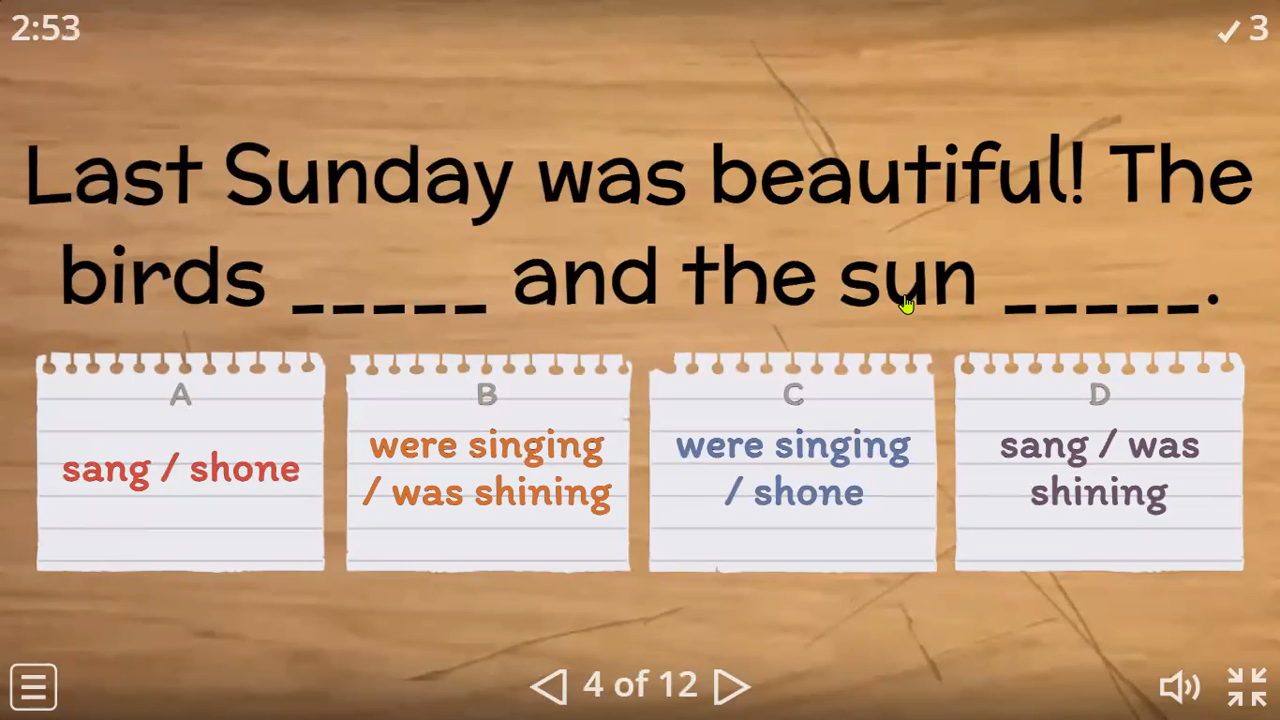 2:53
3
Last Sunday was beautiful! The
birds _____ and the sun _____.
A
sang / shone
B
were singing
/ was shining
C
were singing
/ shone
D
sang / was
shining
4 of 12